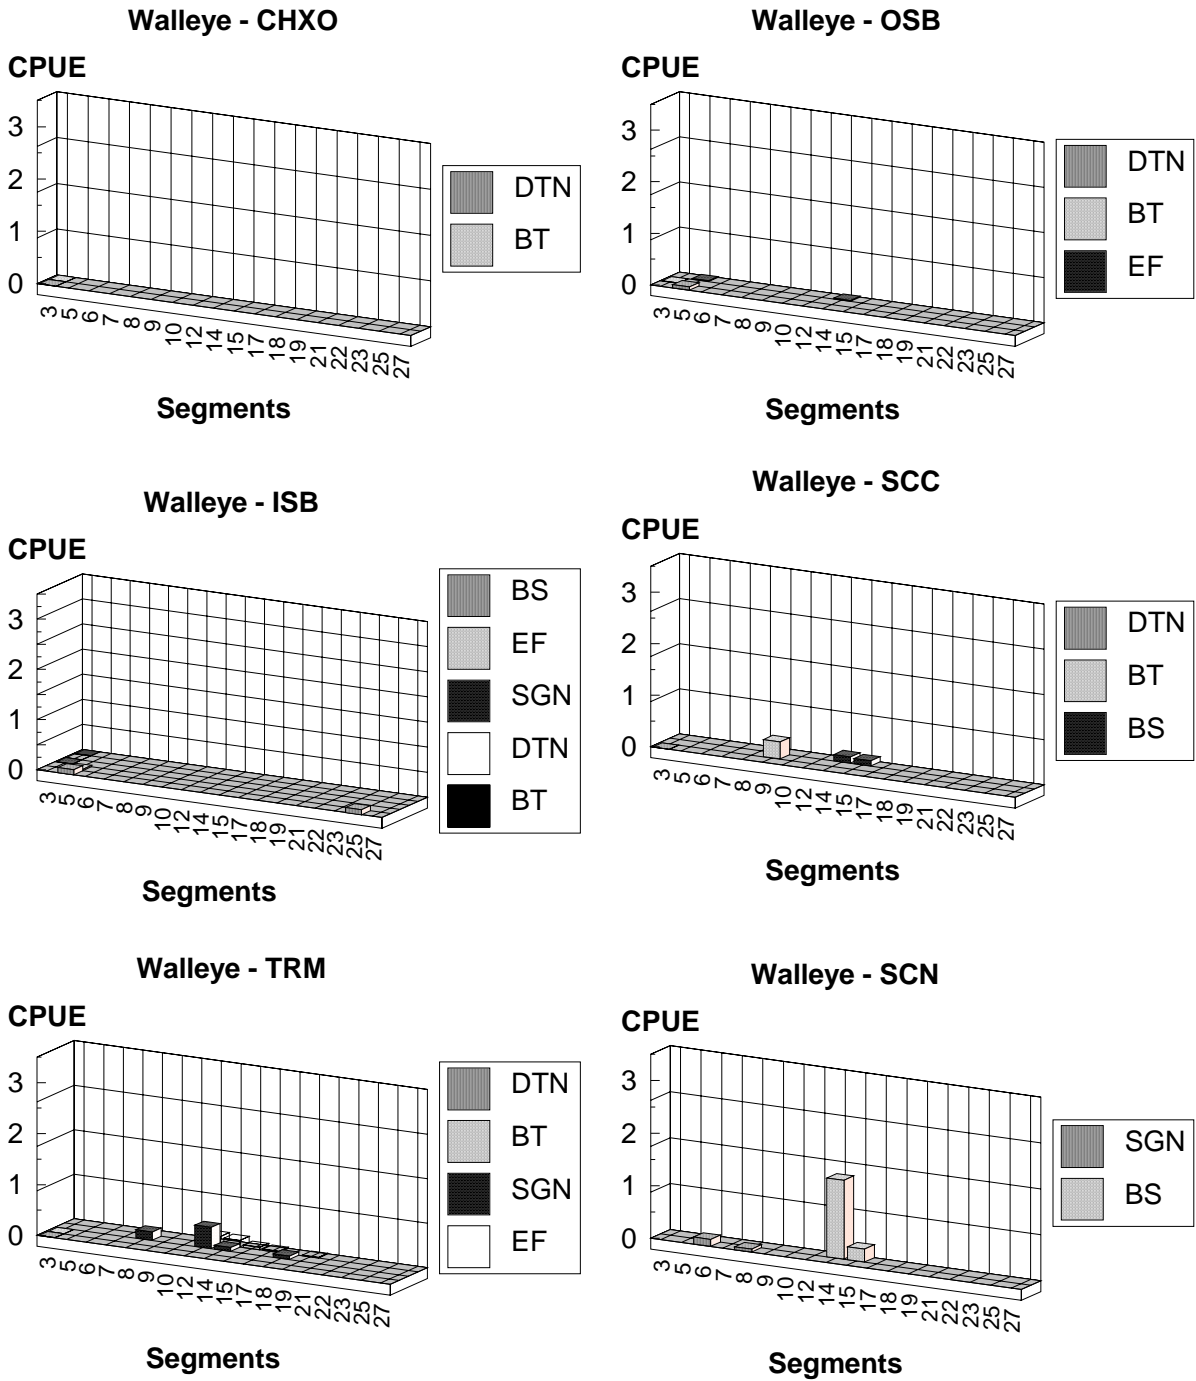 Walleye - CHXO
CPUE
3
2
1
0
3 5 6 7 8 9 10 12 14 15 17 18 19 21 22 23 25 27
Segments
DTN
BT
Walleye - OSB
CPUE
3
2
1
0
3 5 6 7 8 9 10 12 14 15 17 18 19 21 22 23 25 27
Segments
DTN
BT
EF
Walleye - ISB
CPUE
3
2
1
0
3 5 6 7 8 9 10 12 14 15 17 18 19 21 22 23 25 27
Segments
BS
EF
SGN
DTN
BT
Walleye - SCC
CPUE
3
2
1
0
3 5 6 7 8 9 10 12 14 15 17 18 19 21 22 23 25 27
Segments
DTN
BT
BS
Walleye - TRM
CPUE
3
2
1
0
3 5 6 7 8 9 10 12 14 15 17 18 19 21 22 23 25 27
Segments
DTN
BT
SGN
EF
Walleye - SCN
CPUE
3
2
1
0
3 5 6 7 8 9 10 12 14 15 17 18 19 21 22 23 25 27
Segments
SGN
BS